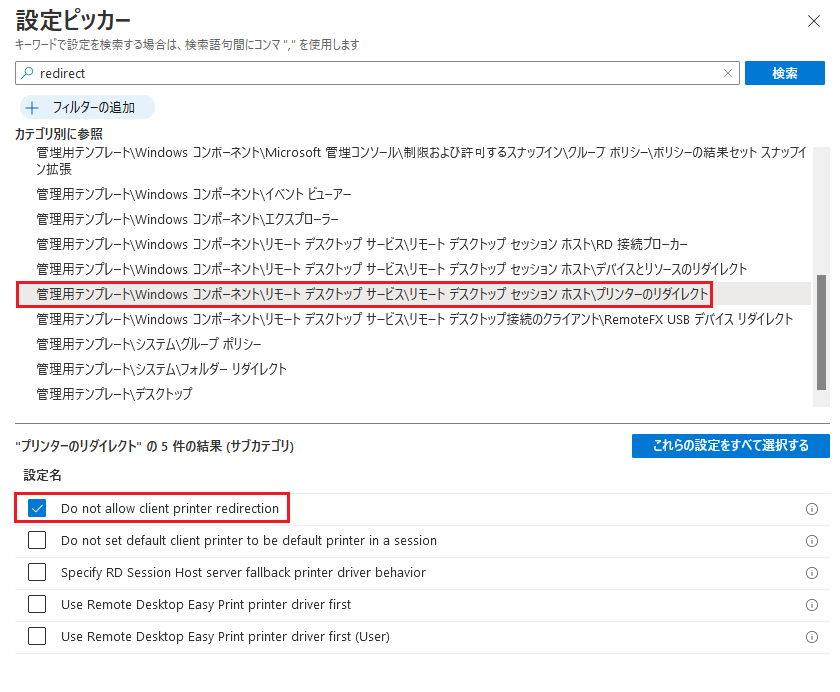 設定ピッカー
キーワードで設定を検索する場合は、検索語句間にコンマ "," を使用します
redirect
検索
フィルターの追加
カテゴリ別に参照
管理用テンプレート\Windows コンポーネント\Microsoft 管理コンソール\制限および許可するスナップイン\グループ ポリシー\ポリシーの結果セット スナップイ
ン拡張
管理用テンプレート\Windows コンポーネント\イベント ビューアー
管理用テンプレート\Windows コンポーネント\エクスプローラー
管理用テンプレート\Windows コンポーネント\リモート デスクトップ サービス\リモート デスクトップ セッション ホスト\RD 接続ブローカー
管理用テンプレート\Windows コンポーネント\リモート デスクトップ サービス\リモート デスクトップ セッション ホスト\デバイスとリソースのリダイレクト
管理用テンプレート\Windows コンポーネント\リモート デスクトップ サービス\リモート デスクトップ セッション ホスト\プリンターのリダイレクト
管理用テンプレート\Windows コンポーネント\リモート デスクトップ サービス\リモート デスクトップ接続のクライアント\RemoteFX USB デバイス リダイレクト
管理用テンプレート\システム\グループ ポリシー
管理用テンプレート\システム\フォルダー リダイレクト
管理用テンプレート\デスクトップ
"プリンターのリダイレクト" の 5 件の結果 (サブカテゴリ)
これらの設定をすべて選択する
設定名
Do not allow client printer redirection
Do not set default client printer to be default printer in a session
Specify RD Session Host server fallback printer driver behavior
Use Remote Desktop Easy Print printer driver first
Use Remote Desktop Easy Print printer driver first (User)